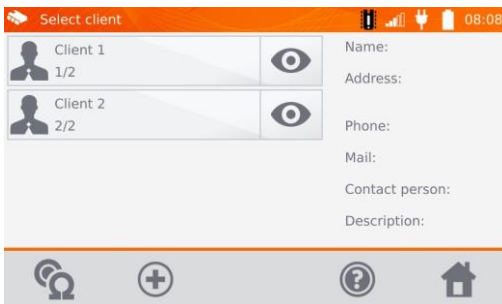 Select client
08:08
Client 1
1/2
Client 2
2/2
Name:
Address:
Phone:
Mail:
Contact person:
Description: